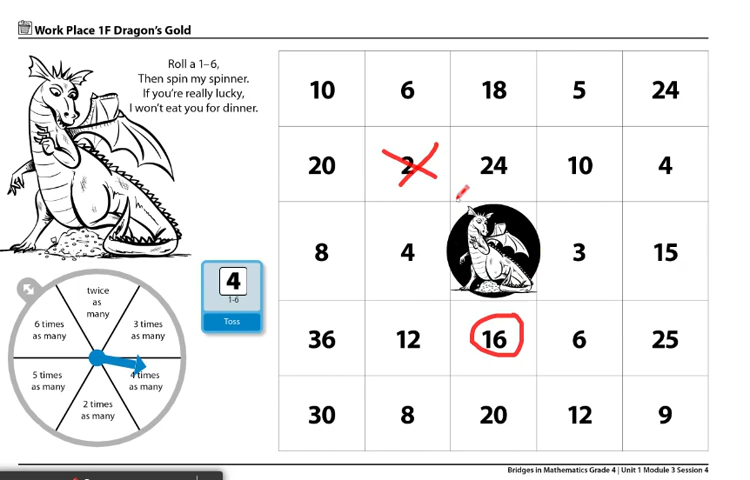 Work Place 1F Dragon's Gold
Roll a 1–6,
Then spin my spinner.
If you're really lucky,
I won't eat you for dinner.
10 6 18 5 24
20 2 24 10 4
8 4 3 15
36 12 16 6 25
30 8 20 12 9
twice
as
many
3 times
as many
4 times
as many
2 times
as many
5 times
as many
6 times
as many
4
1-6
Toss
Bridges in Mathematics Grade 4 | Unit 1 Module 3 Session 4